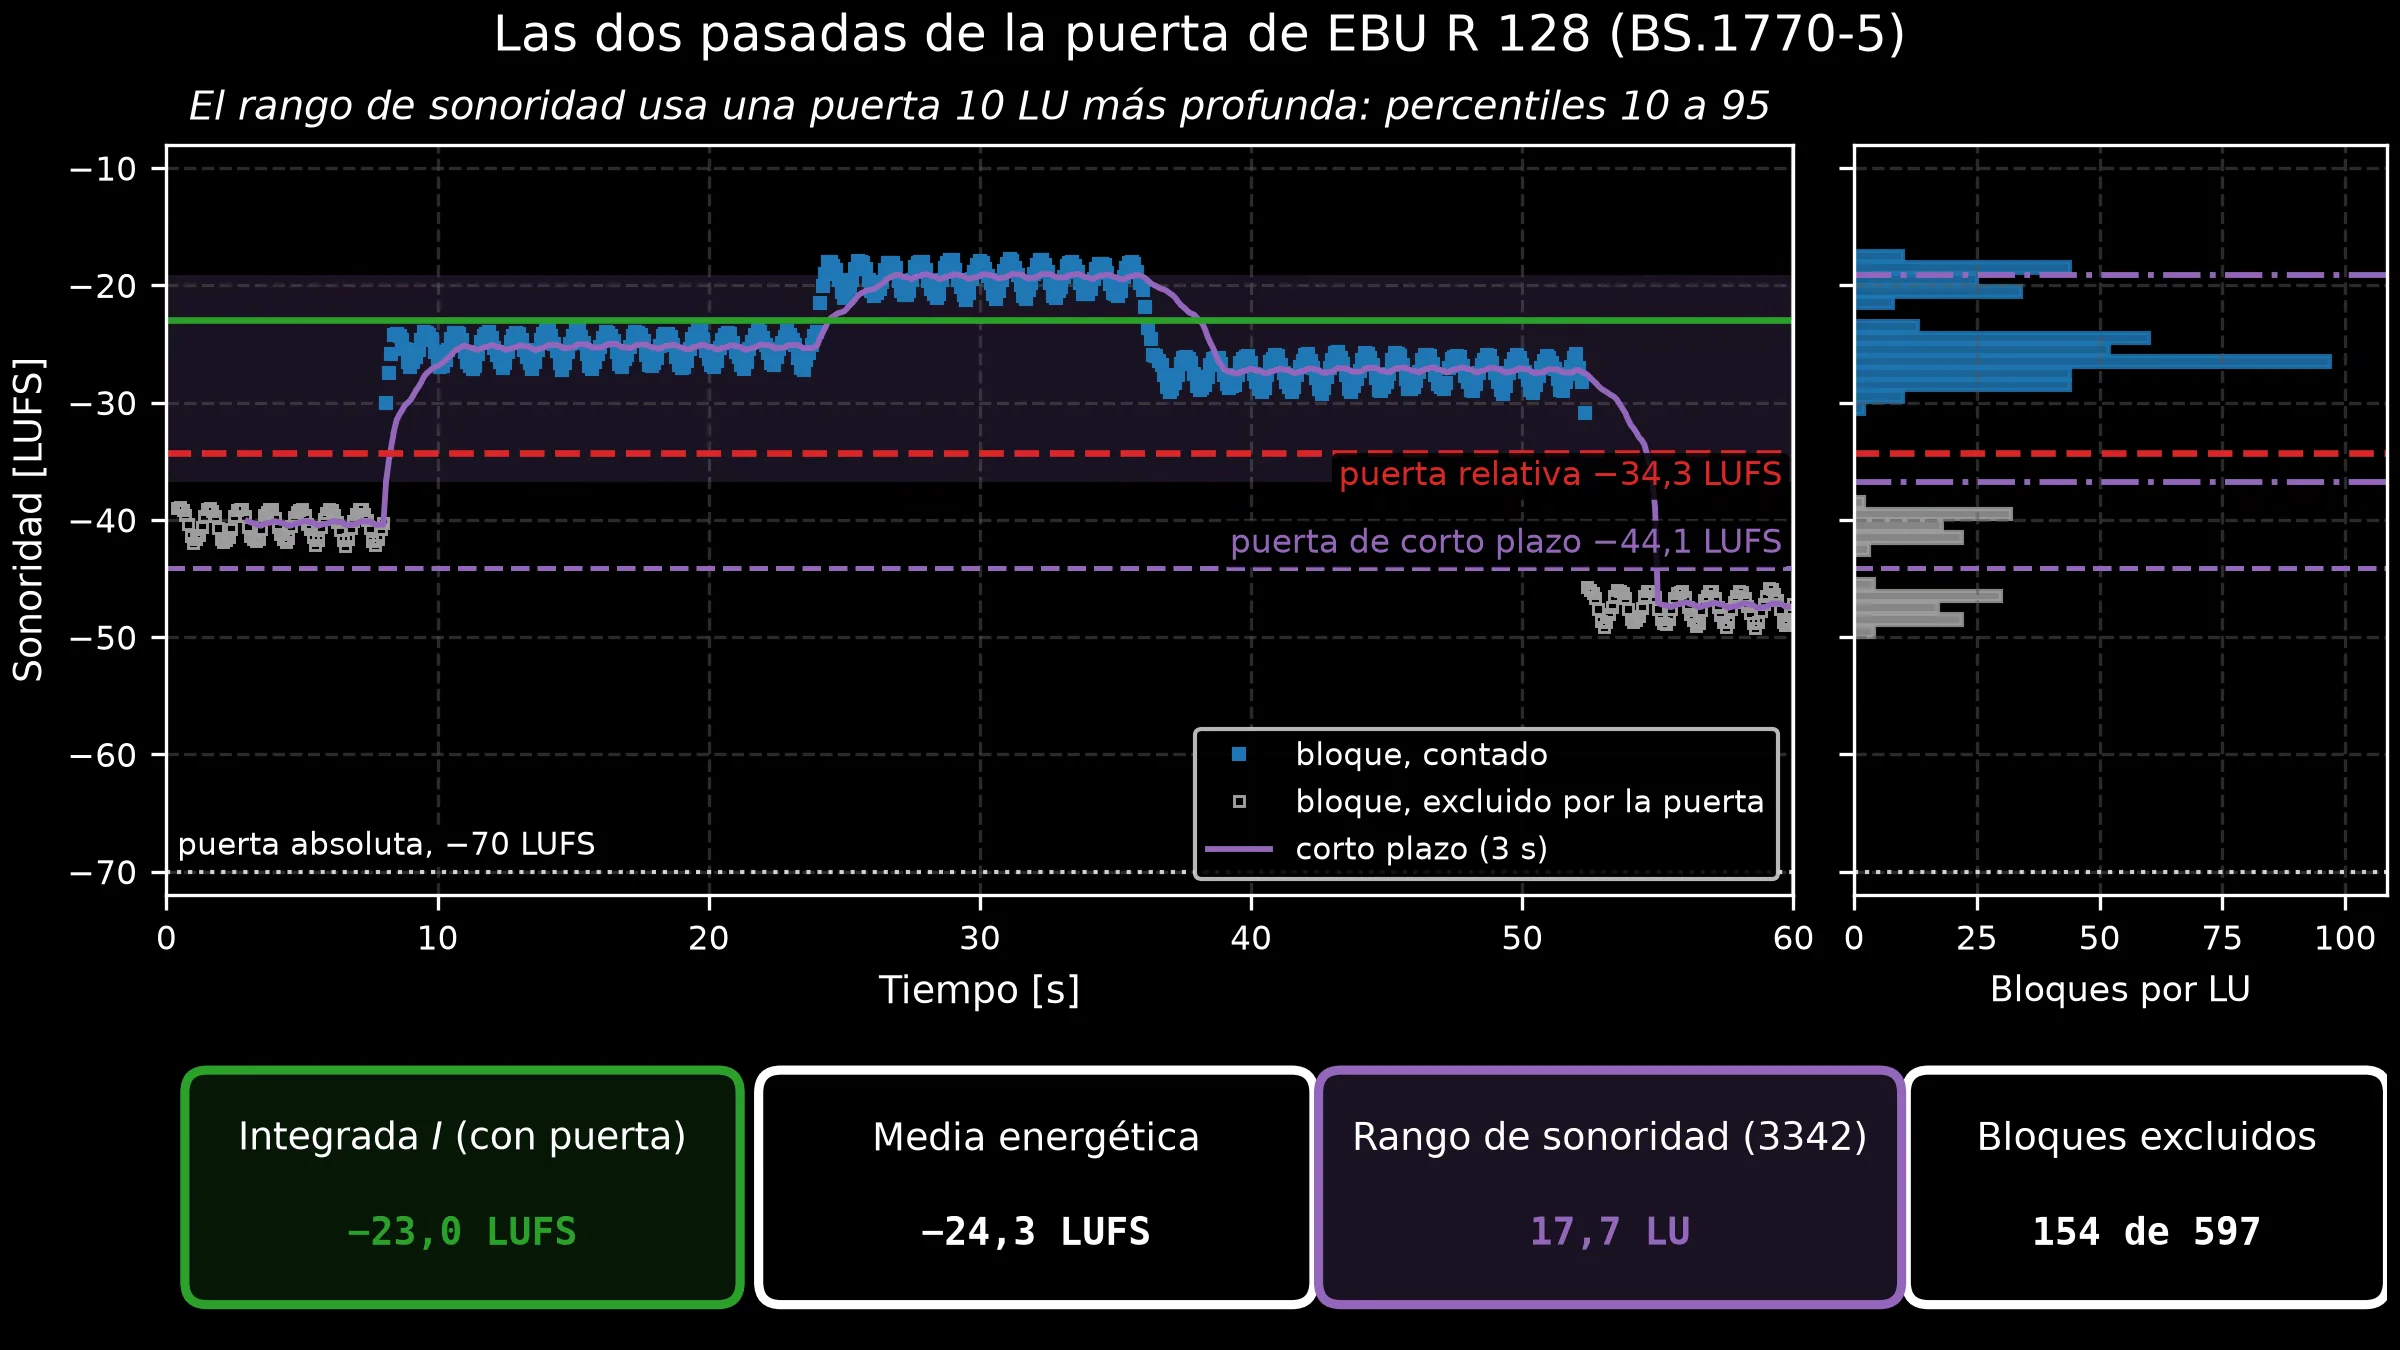 Las dos pasadas de la puerta de EBU R 128 (BS.1770-5)
El rango de sonoridad usa una puerta 10 LU más profunda: percentiles 10 a 95
Sonoridad [LUFS]
−10
−20
−30
−40
−50
−60
−70
puerta relativa −34,3 LUFS
puerta de corto plazo −44,1 LUFS
puerta absoluta, −70 LUFS
bloque, contado
bloque, excluido por la puerta
corto plazo (3 s)
0
10
20
30
40
50
60
Tiempo [s]
0
25
50
75
100
Bloques por LU
Integrada I (con puerta)
−23,0 LUFS
Media energética
−24,3 LUFS
Rango de sonoridad (3342)
17,7 LU
Bloques excluidos
154 de 597